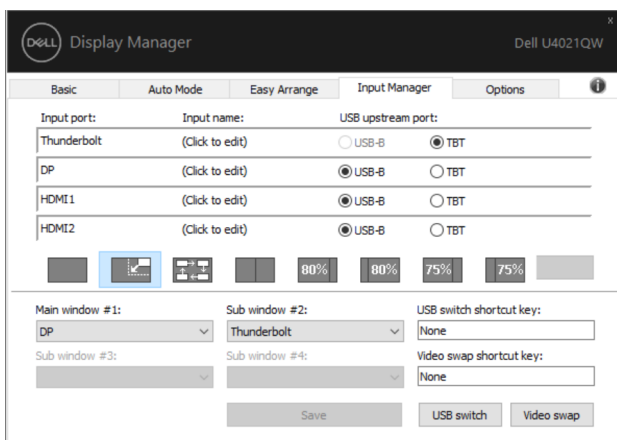 x
DELL Display Manager Dell U4021QW
Basic Auto Mode Easy Arrange Input Manager Options i
Input port: Input name: USB upstream port:
Thunderbolt (Click to edit) USB-B TBT
DP (Click to edit) USB-B TBT
HDMI1 (Click to edit) USB-B TBT
HDMI2 (Click to edit) USB-B TBT
80% 80% 75% 75%
Main window #1: Sub window #2: USB switch shortcut key:
DP Thunderbolt None
Sub window #3: Sub window #4: Video swap shortcut key:
None
Save USB switch Video swap